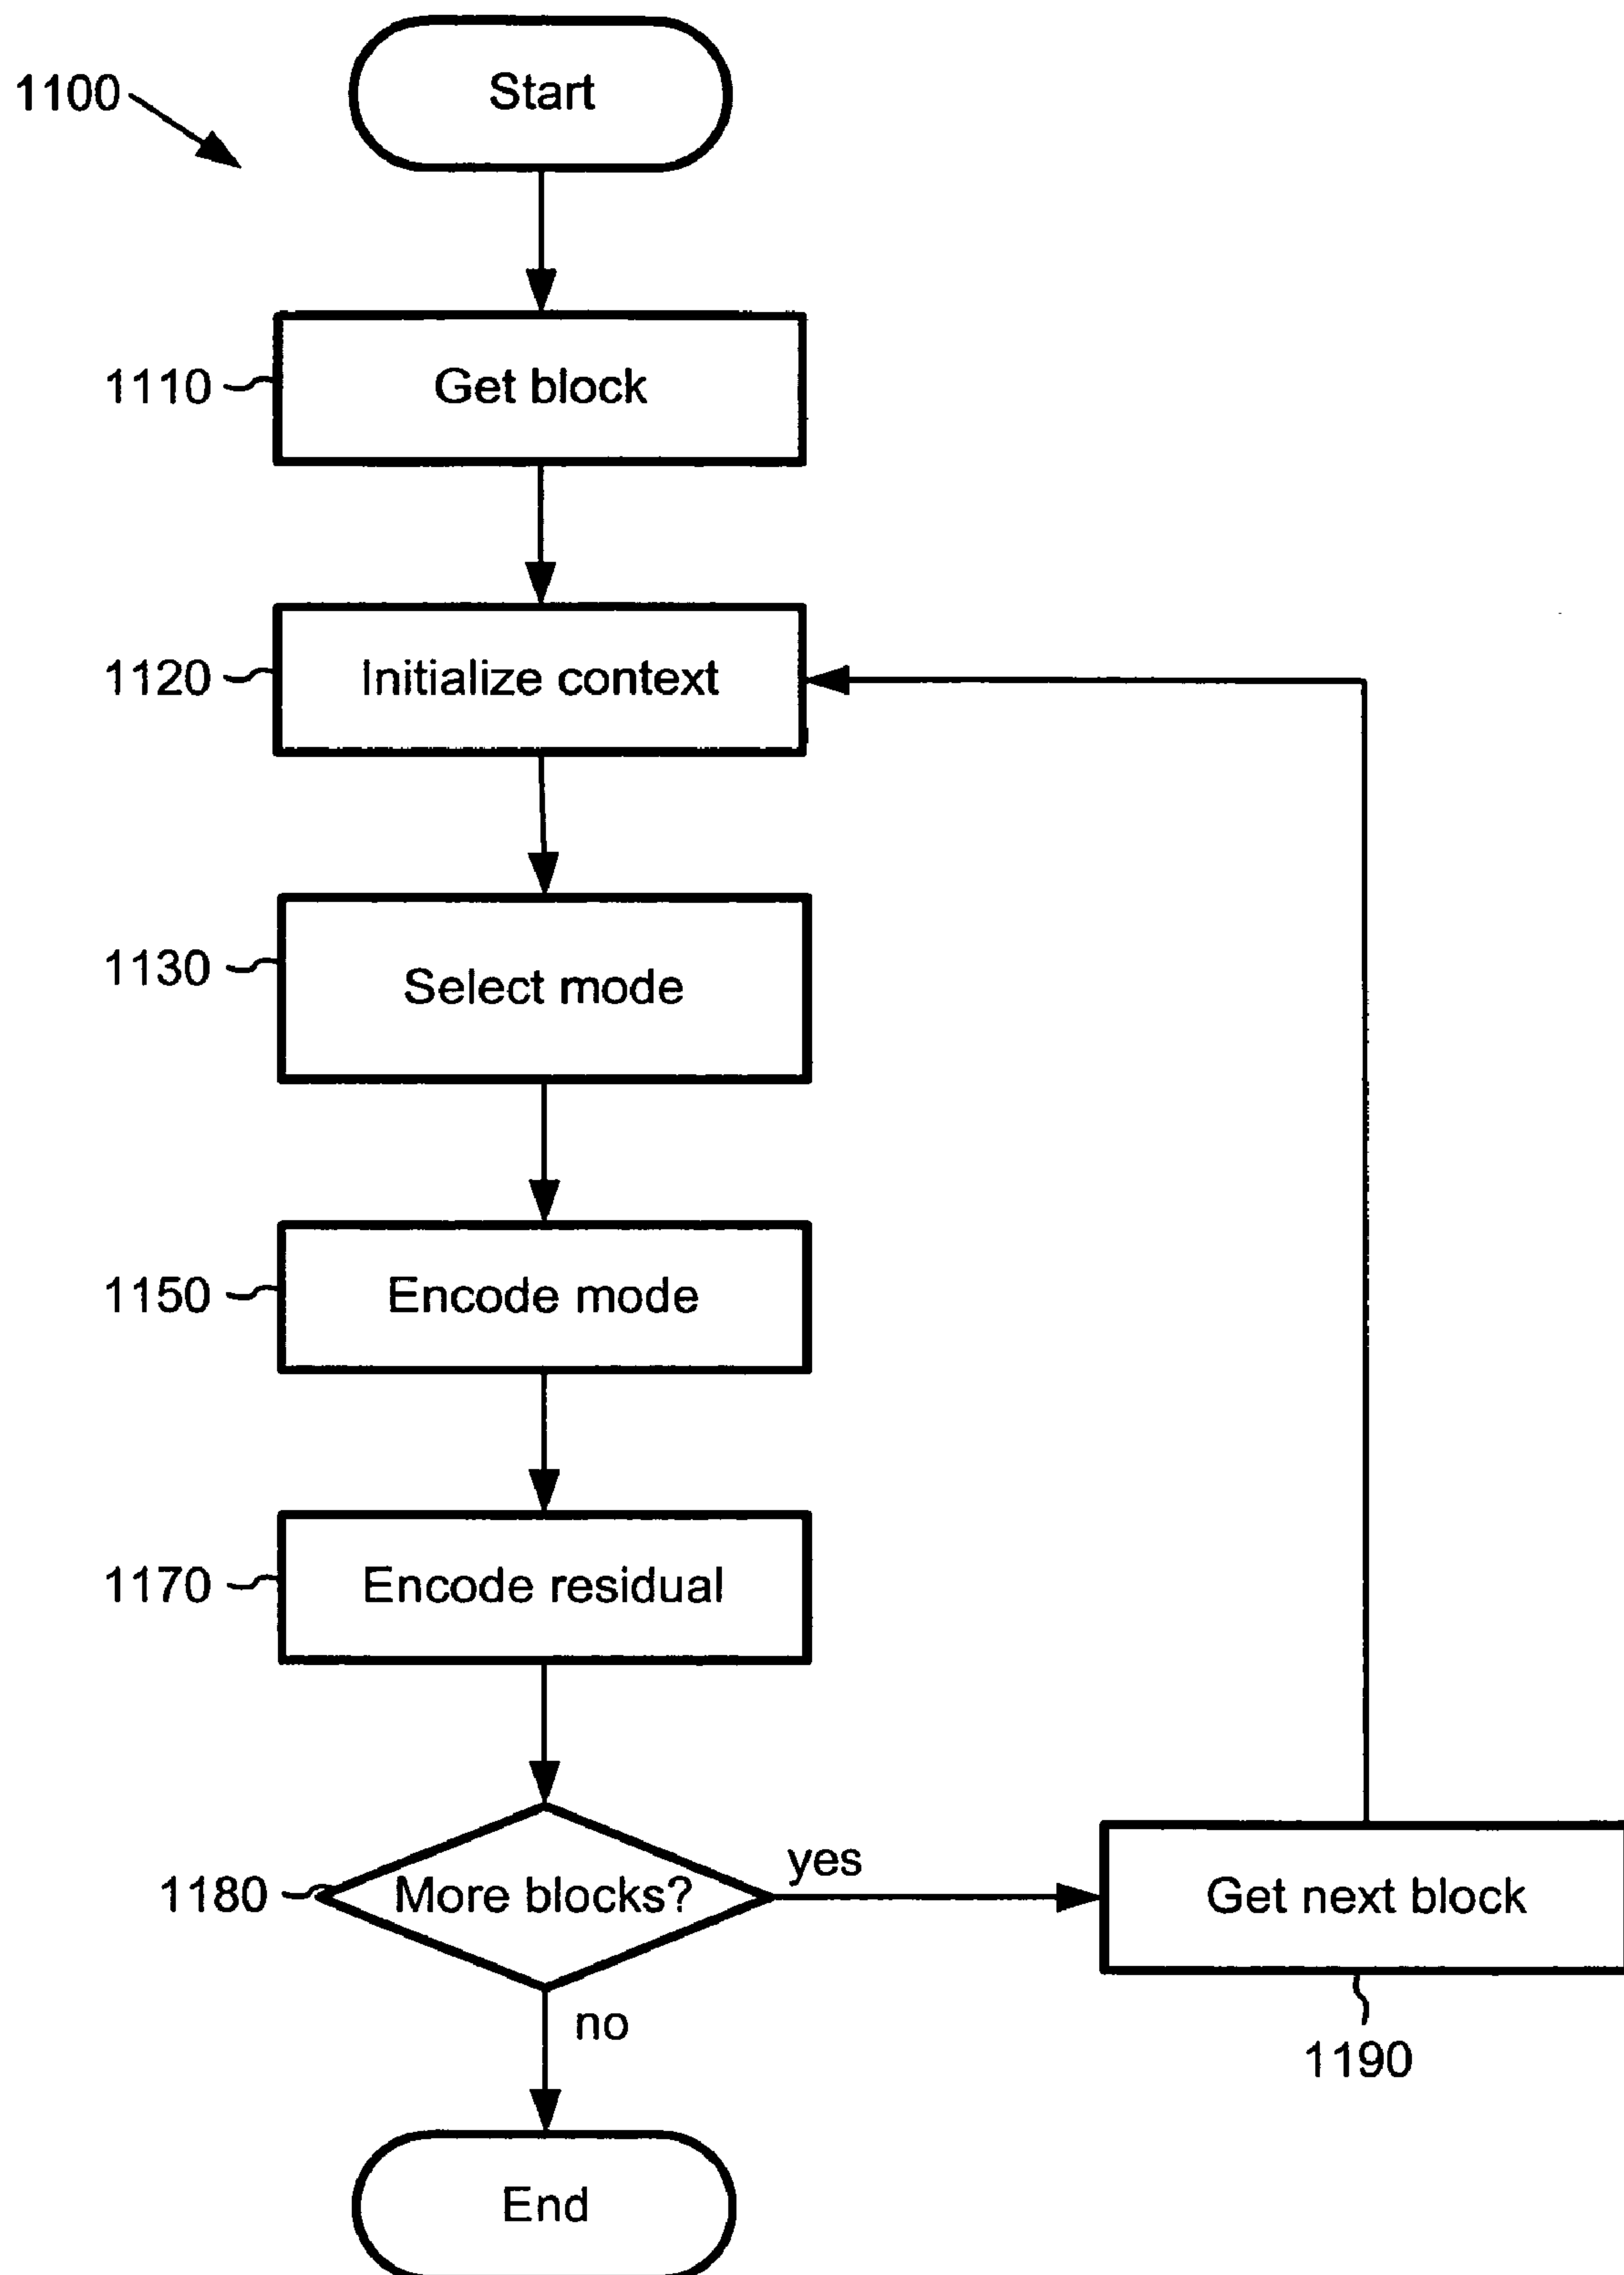 1100
Start
1110
Get block
1120
Initialize context
1130
Select mode
1150
Encode mode
1170
Encode residual
1180
More blocks?
yes
Get next block
1190
no
End